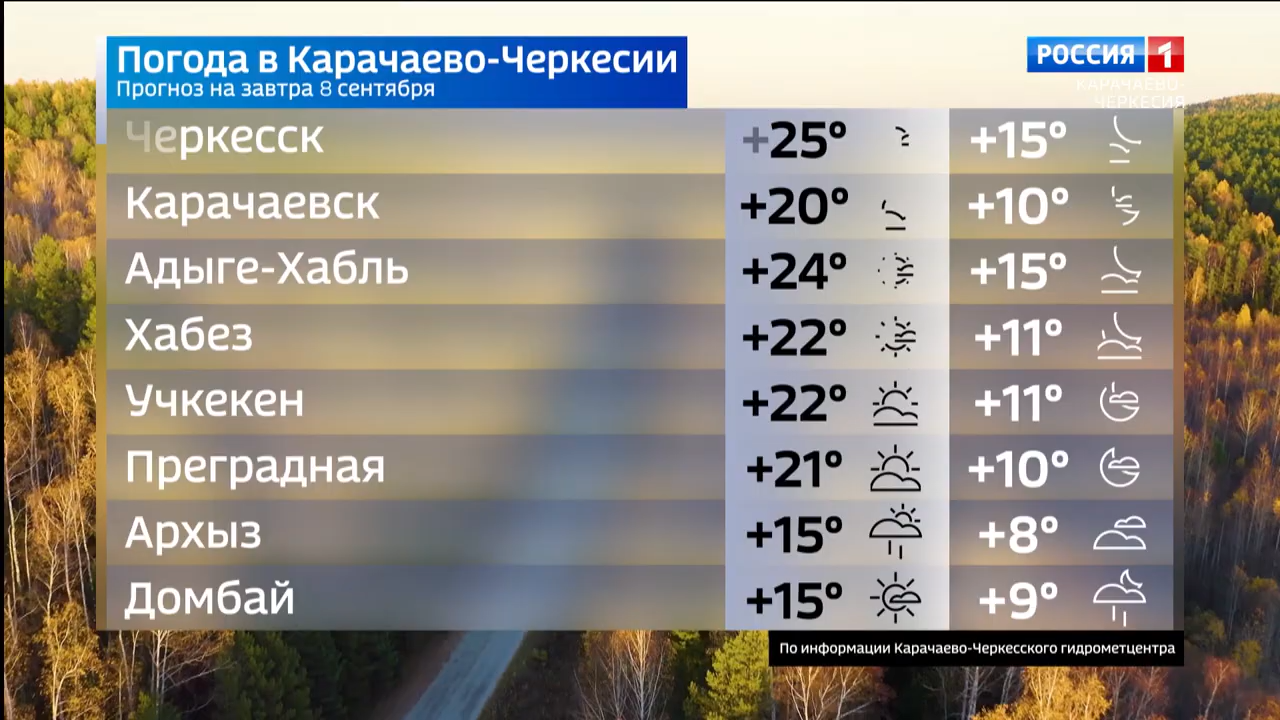 Погода в Карачаево-Черкесии
Прогноз на завтра 8 сентября
РОССИЯ 1
КАРАЧАЕВО-
ЧЕРКЕСИЯ
Черкесск +25° +15°
Карачаевск +20° +10°
Адыге-Хабль +24° +15°
Хабез +22° +11°
Учкекен +22° +11°
Преградная +21° +10°
Архыз +15° +8°
Домбай +15° +9°
По информации Карачаево-Черкесского гидрометцентра